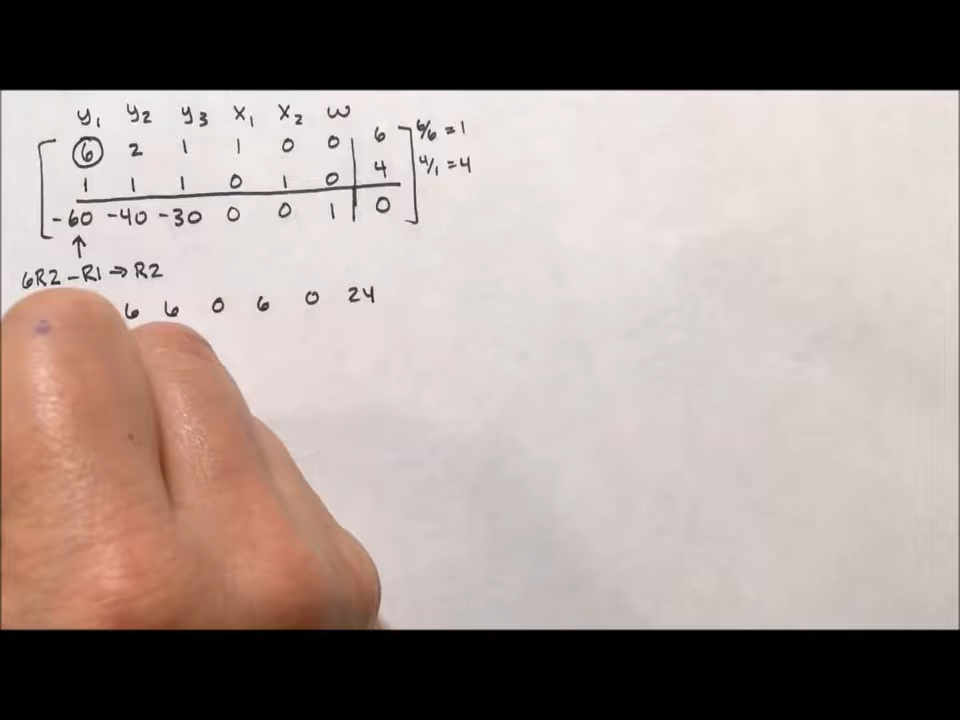 y₁ y₂ y₃ x₁ x₂ w
6 2 1 1 0 0 6 6/6 = 1
1 1 1 0 1 0 4 4/1 = 4
-60 -40 -30 0 0 1 0
↑
6R2 - R1 → R2
6 6 0 6 0 24